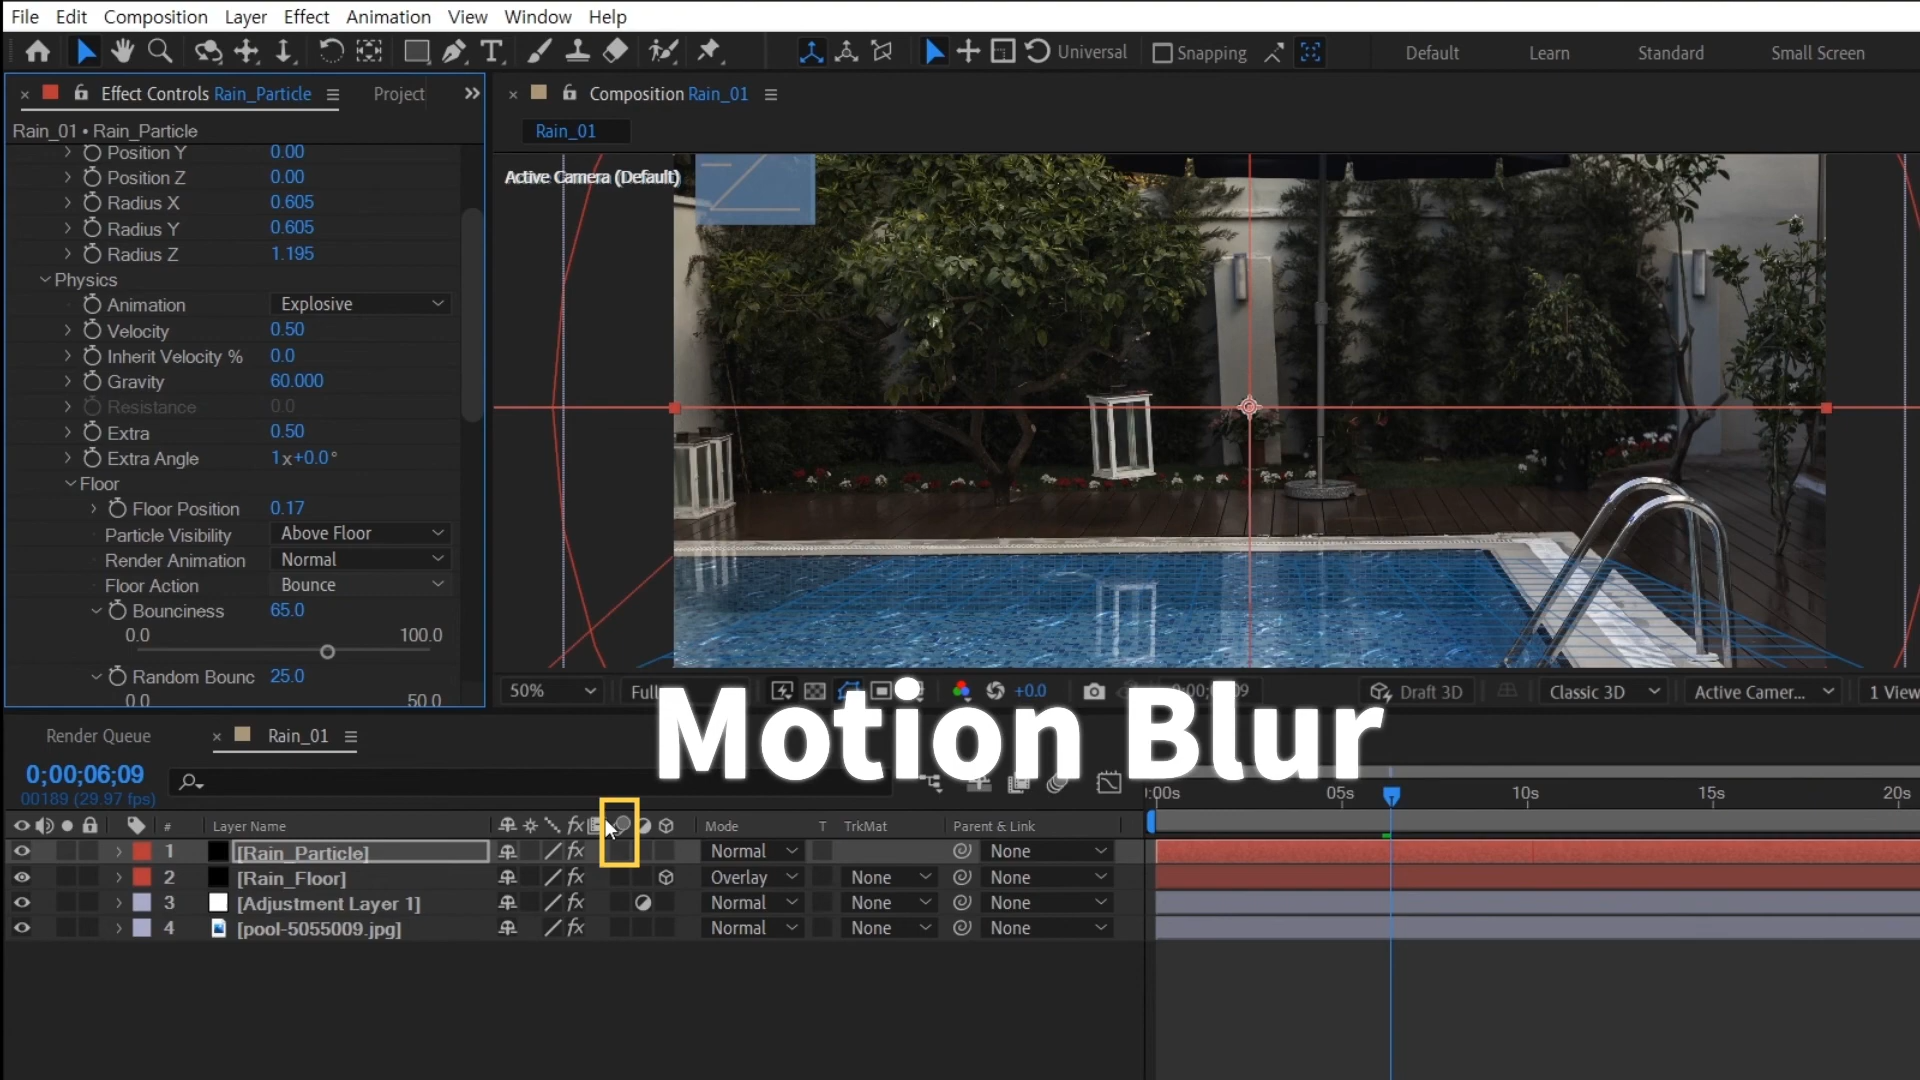 File Edit Composition Layer Effect Animation View Window Help
Universal Snapping Default Learn Standard Small Screen
Effect Controls Rain_Particle Project Composition Rain_01
Rain_01 • Rain_Particle
Rain_01
Active Camera (Default)
Position Y 0.00
Position Z 0.00
Radius X 0.605
Radius Y 0.605
Radius Z 1.195
Physics
Animation Explosive
Velocity 0.50
Inherit Velocity % 0.0
Gravity 60.000
Resistance 0.0
Extra 0.50
Extra Angle 1x+0.0°
Floor
Floor Position 0.17
Particle Visibility Above Floor
Render Animation Normal
Floor Action Bounce
Bounciness 65.0
0.0 100.0
Random Bounc 25.0
0.0 50.0
50% Full +0.0 Draft 3D Classic 3D Active Camer... 1 View
Motion Blur
Render Queue Rain_01
0;00;06;09
00189 (29.97 fps)
:00s 05s 10s 15s 20s
# Layer Name Mode T TrkMat Parent & Link
1 [Rain_Particle] Normal None
2 [Rain_Floor] Overlay None None
3 [Adjustment Layer 1] Normal None None
4 [pool-5055009.jpg] Normal None None